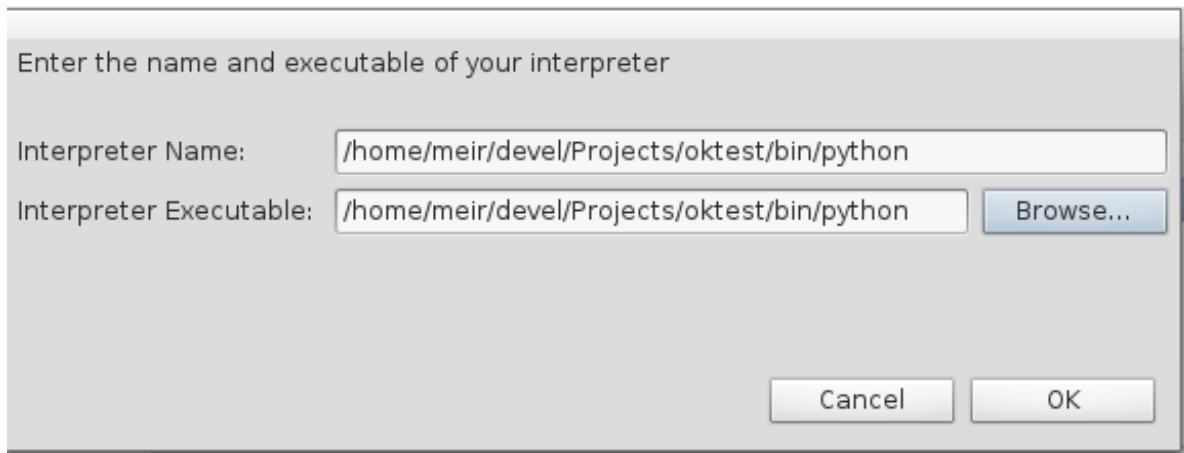 Enter the name and executable of your interpreter
Interpreter Name: /home/meir/devel/Projects/oktest/bin/python
Interpreter Executable: /home/meir/devel/Projects/oktest/bin/python Browse...
Cancel OK